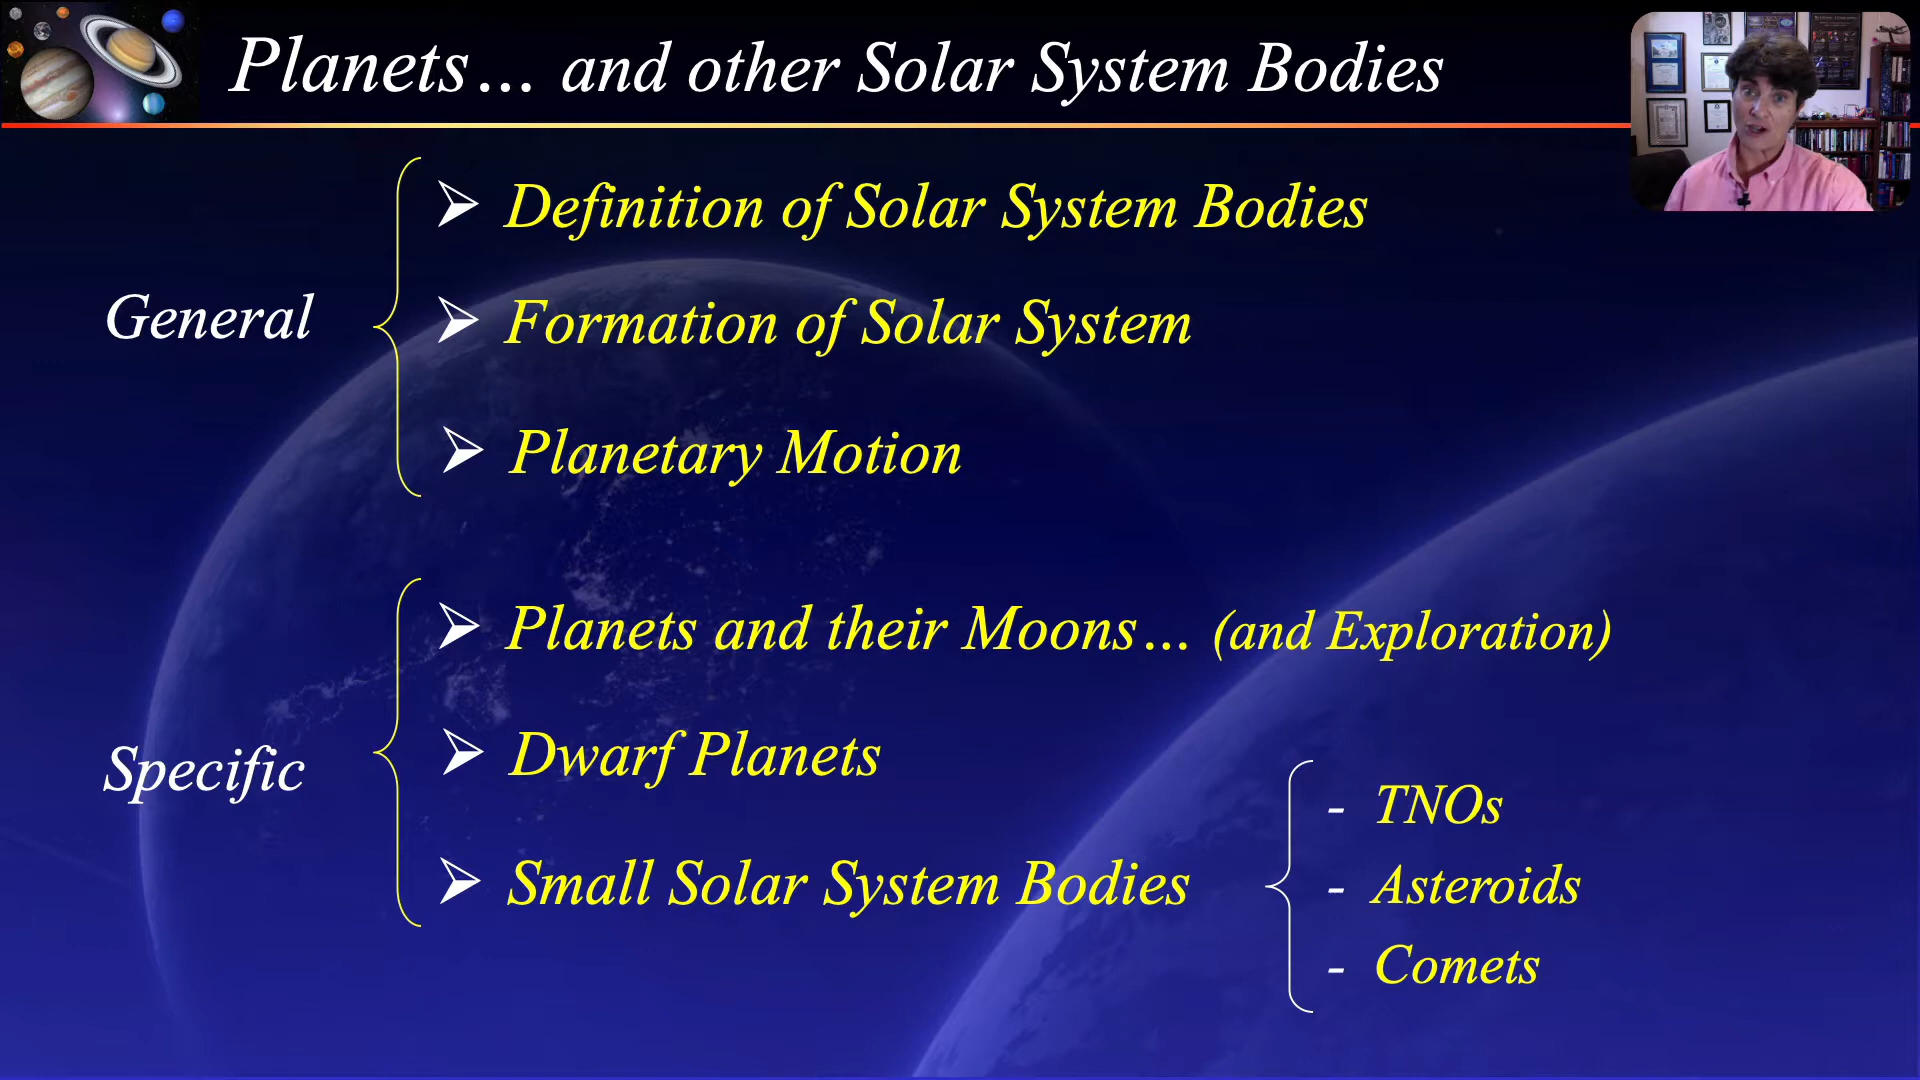 Planets… and other Solar System Bodies
General
Definition of Solar System Bodies
Formation of Solar System
Planetary Motion
Specific
Planets and their Moons… (and Exploration)
Dwarf Planets
Small Solar System Bodies
- TNOs
- Asteroids
- Comets